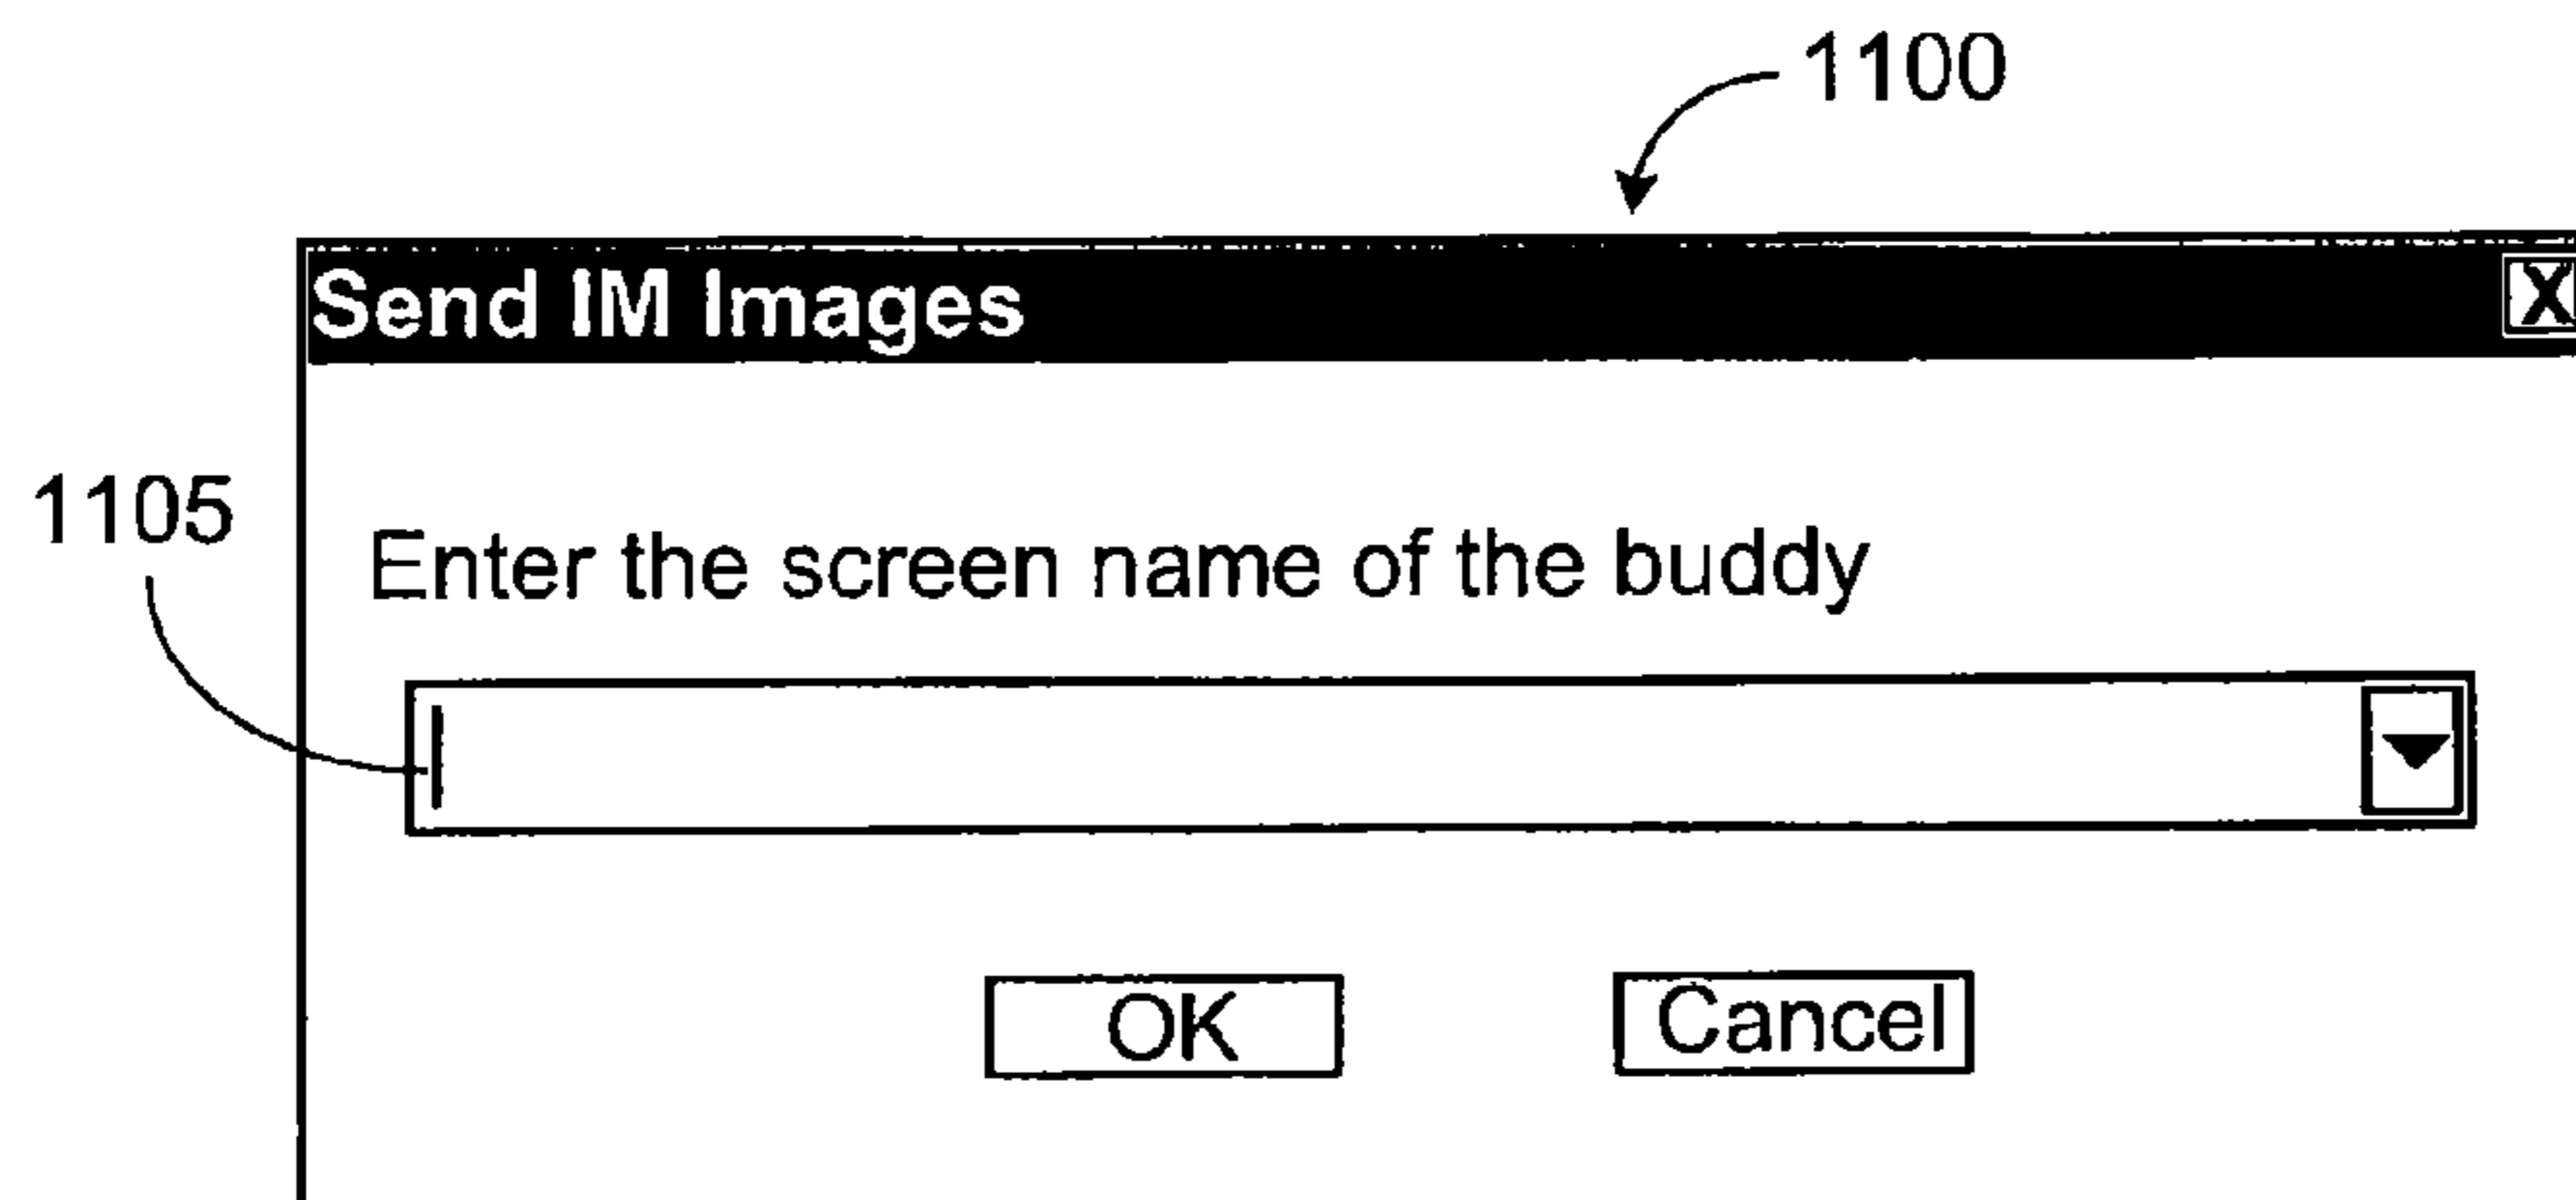 1100
Send IM Images X
1105
Enter the screen name of the buddy
OK Cancel